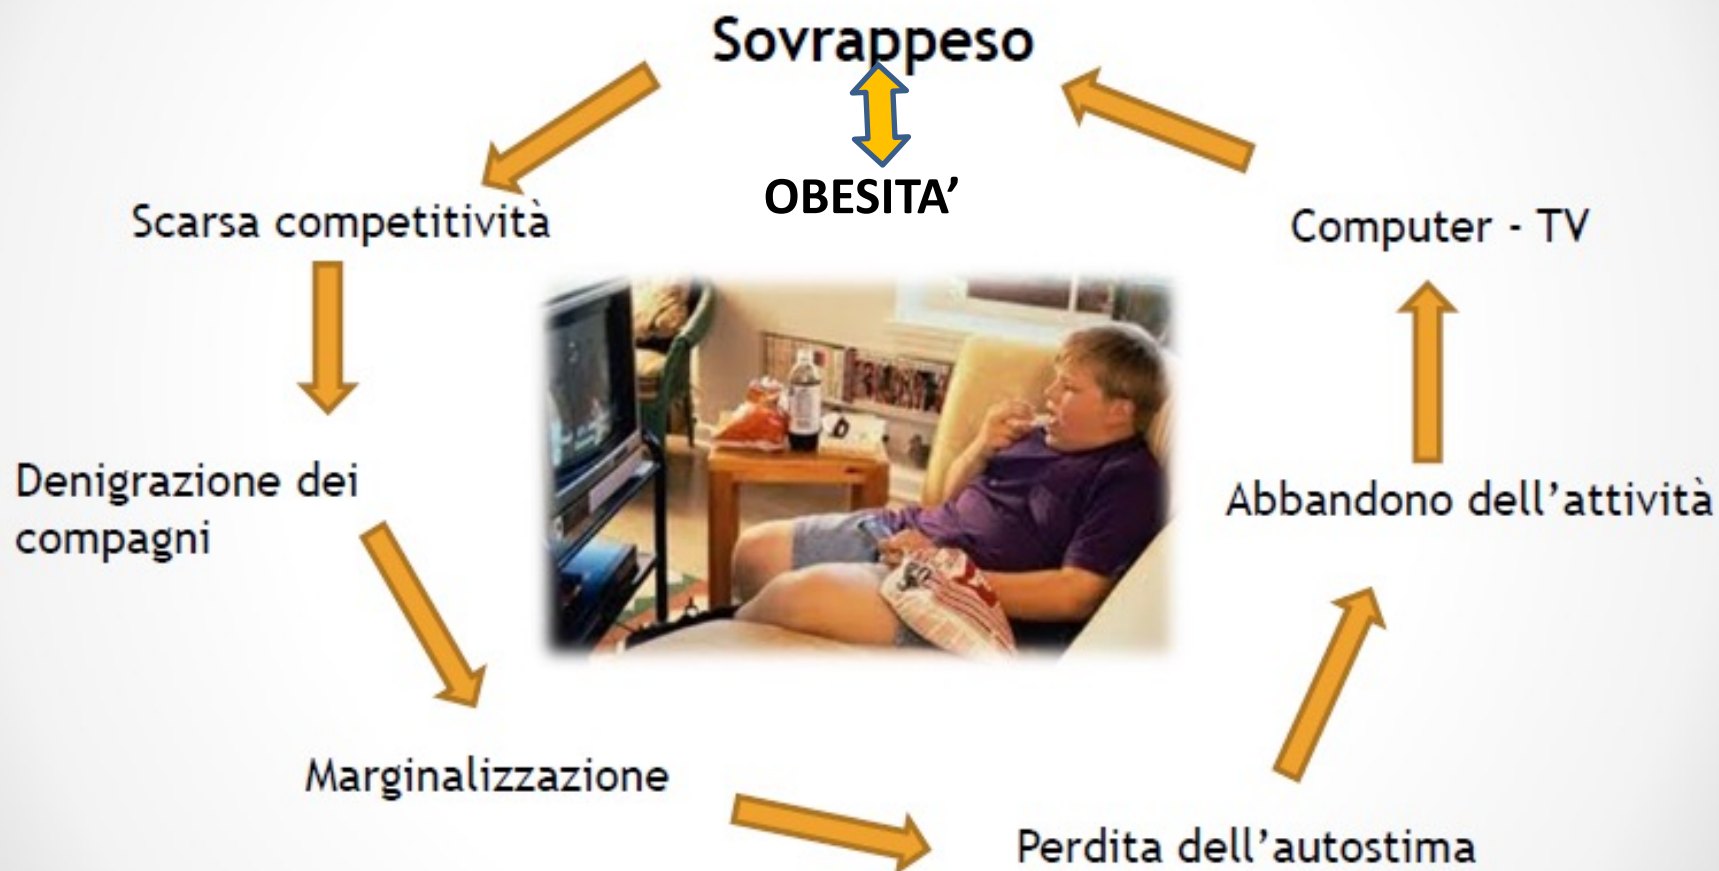 Sovrappeso
OBESITA’
Scarsa competitività
Computer - TV
Denigrazione dei
compagni
Abbandono dell’attività
Marginalizzazione
Perdita dell’autostima